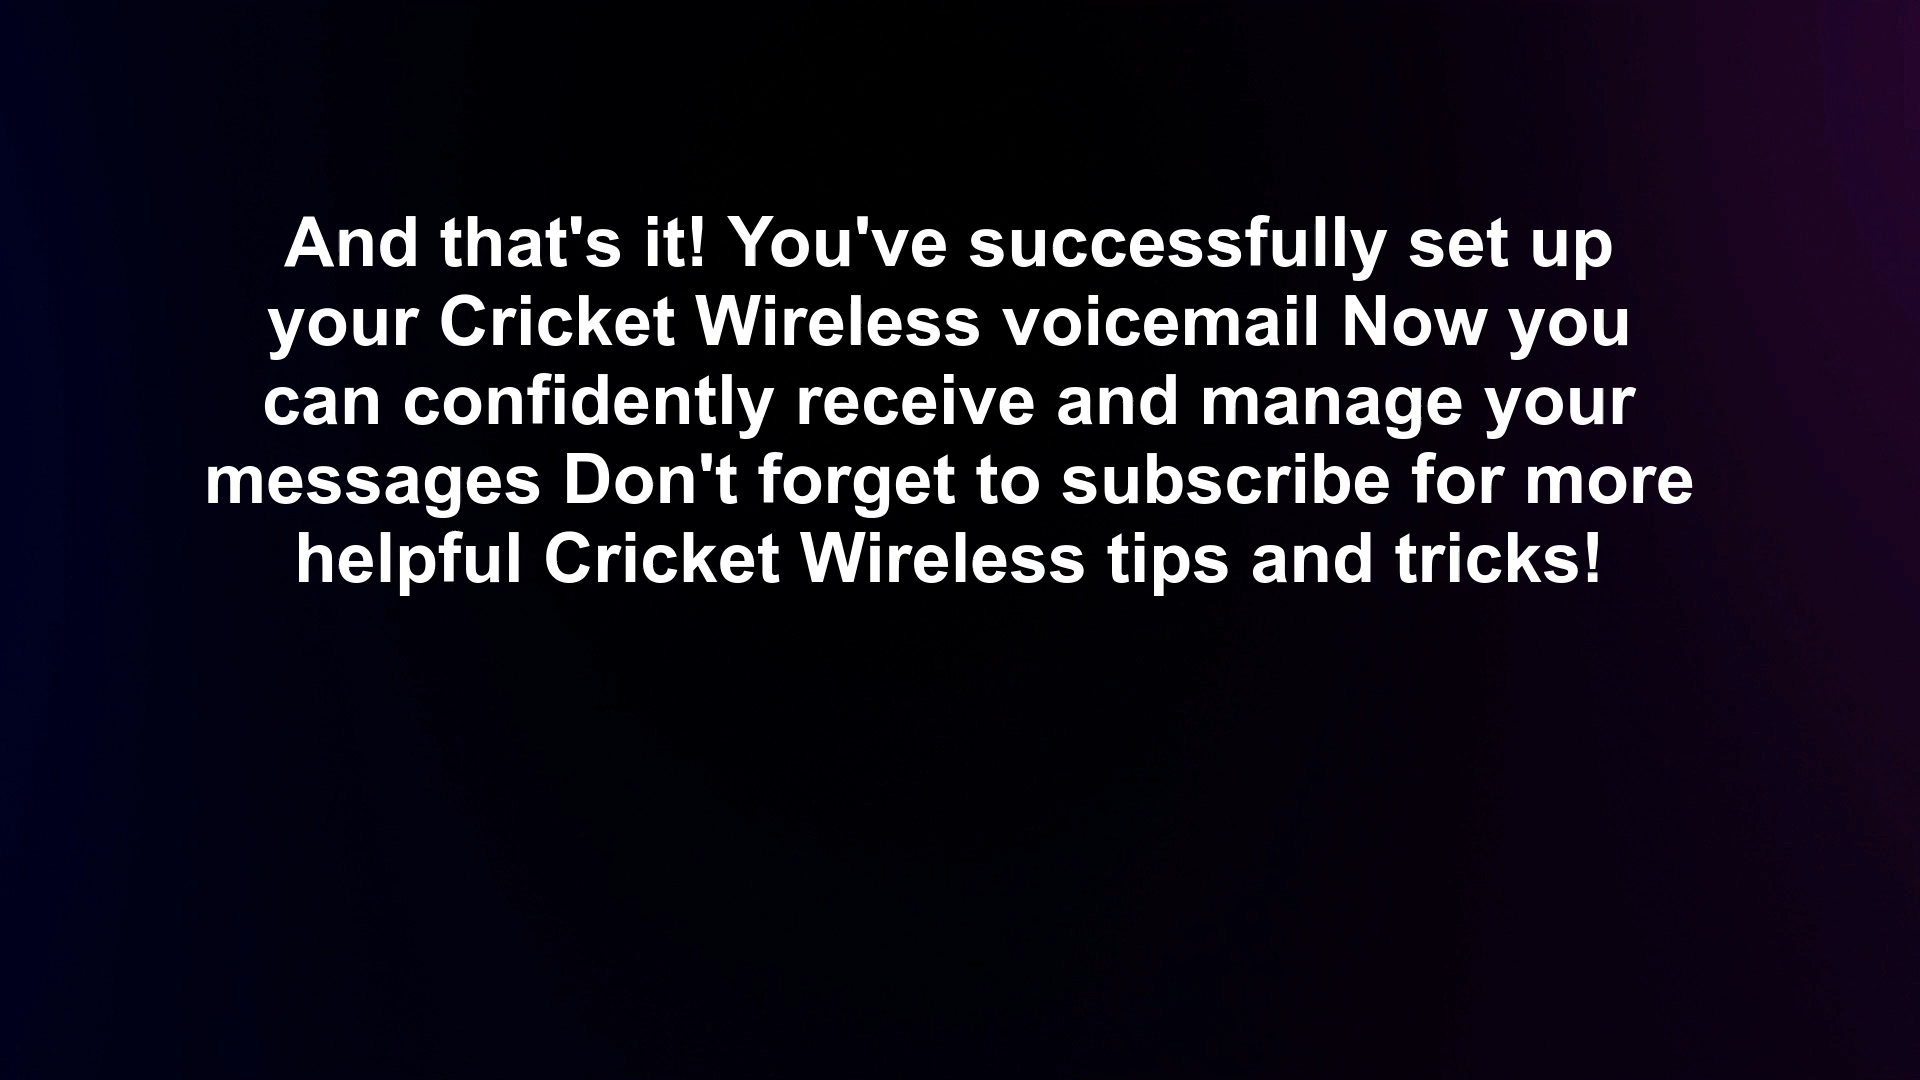 And that's it! You've successfully set up
your Cricket Wireless voicemail Now you
can confidently receive and manage your
messages Don't forget to subscribe for more
helpful Cricket Wireless tips and tricks!